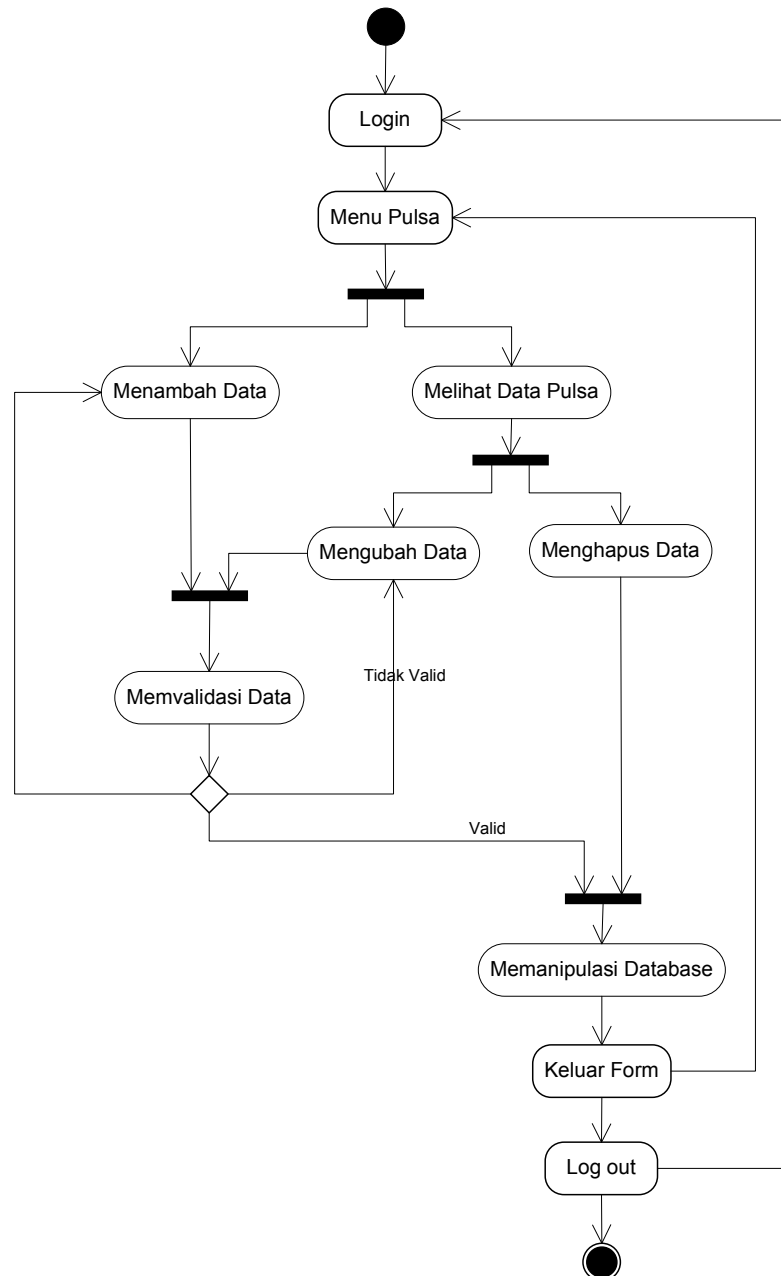 Login
Menu Pulsa
Menambah Data
Melihat Data Pulsa
Mengubah Data
Menghapus Data
Memvalidasi Data
Tidak Valid
Valid
Memanipulasi Database
Keluar Form
Log out